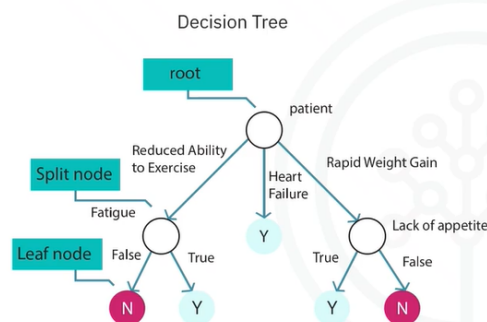 Decision Tree
root
patient
Reduced Ability
to Exercise
Heart
Failure
Rapid Weight Gain
Split node
Fatigue
Lack of appetite
Y
Leaf node
False
True
True
False
N
Y
Y
N